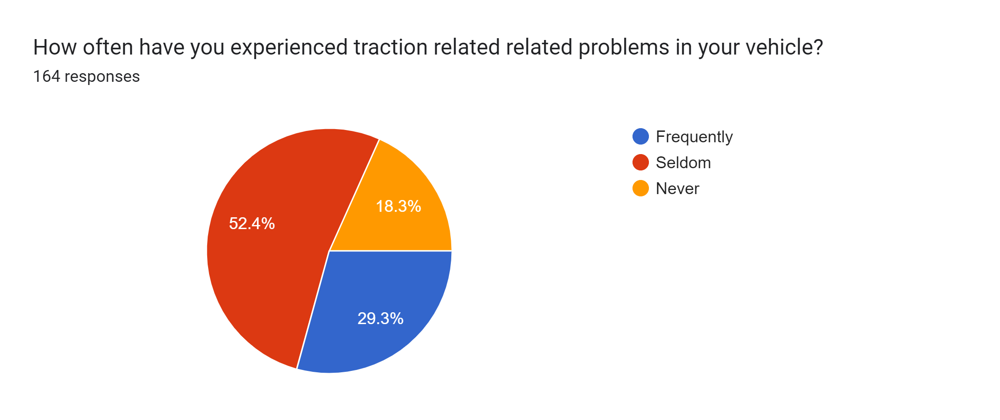 How often have you experienced traction related related problems in your vehicle?
164 responses
Frequently
Seldom
Never
18.3%
52.4%
29.3%